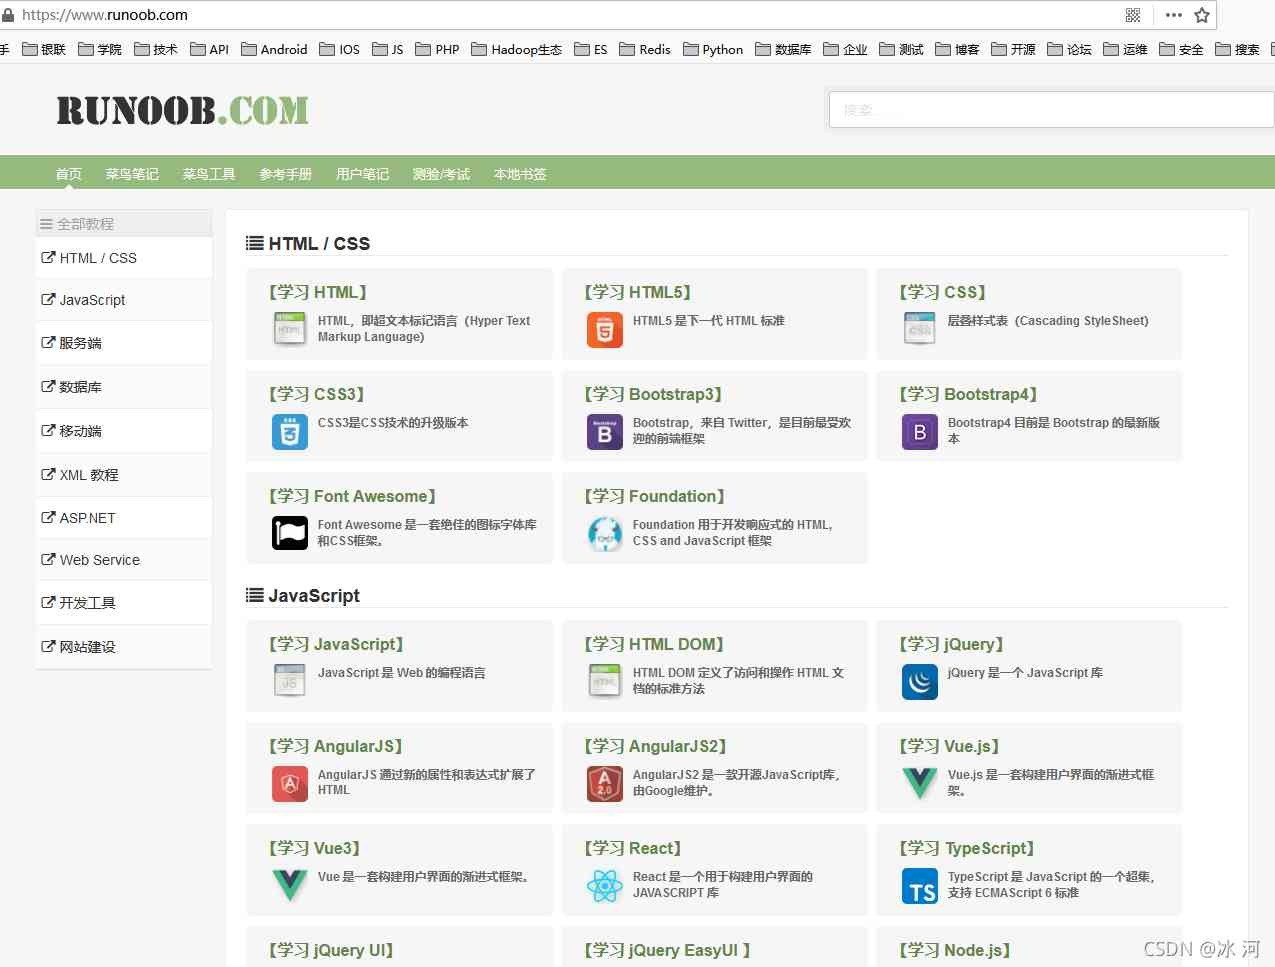 https://www.runoob.com
银联 学院 技术 API Android IOS JS PHP Hadoop生态 ES Redis Python 数据库 企业 测试 博客 开源 论坛 运维 安全 搜索
RUNOOB.COM
搜索……
首页 菜鸟笔记 菜鸟工具 参考手册 用户笔记 测验/考试 本地书签
全部教程
HTML / CSS
JavaScript
服务端
数据库
移动端
XML 教程
ASP.NET
Web Service
开发工具
网站建设
HTML / CSS
【学习 HTML】
HTML，即超文本标记语言（Hyper Text
Markup Language）
【学习 HTML5】
HTML5 是下一代 HTML 标准
【学习 CSS】
层叠样式表（Cascading StyleSheet）
【学习 CSS3】
CSS3是CSS技术的升级版本
【学习 Bootstrap3】
Bootstrap，来自 Twitter，是目前最受欢
迎的前端框架
【学习 Bootstrap4】
Bootstrap4 目前是 Bootstrap 的最新版
本
【学习 Font Awesome】
Font Awesome 是一套绝佳的图标字体库
和CSS框架。
【学习 Foundation】
Foundation 用于开发响应式的 HTML,
CSS and JavaScript 框架
JavaScript
【学习 JavaScript】
JavaScript 是 Web 的编程语言
【学习 HTML DOM】
HTML DOM 定义了访问和操作 HTML 文
档的标准方法
【学习 jQuery】
jQuery 是一个 JavaScript 库
【学习 AngularJS】
AngularJS 通过新的属性和表达式扩展了
HTML
【学习 AngularJS2】
AngularJS2 是一款开源JavaScript库，
由Google维护。
【学习 Vue.js】
Vue.js 是一套构建用户界面的渐进式框
架。
【学习 Vue3】
Vue 是一套构建用户界面的渐进式框架。
【学习 React】
React 是一个用于构建用户界面的
JAVASCRIPT 库
【学习 TypeScript】
TypeScript 是 JavaScript 的一个超集，
支持 ECMAScript 6 标准
【学习 jQuery UI】
【学习 jQuery EasyUI 】
【学习 Node.js】
CSDN @冰 河